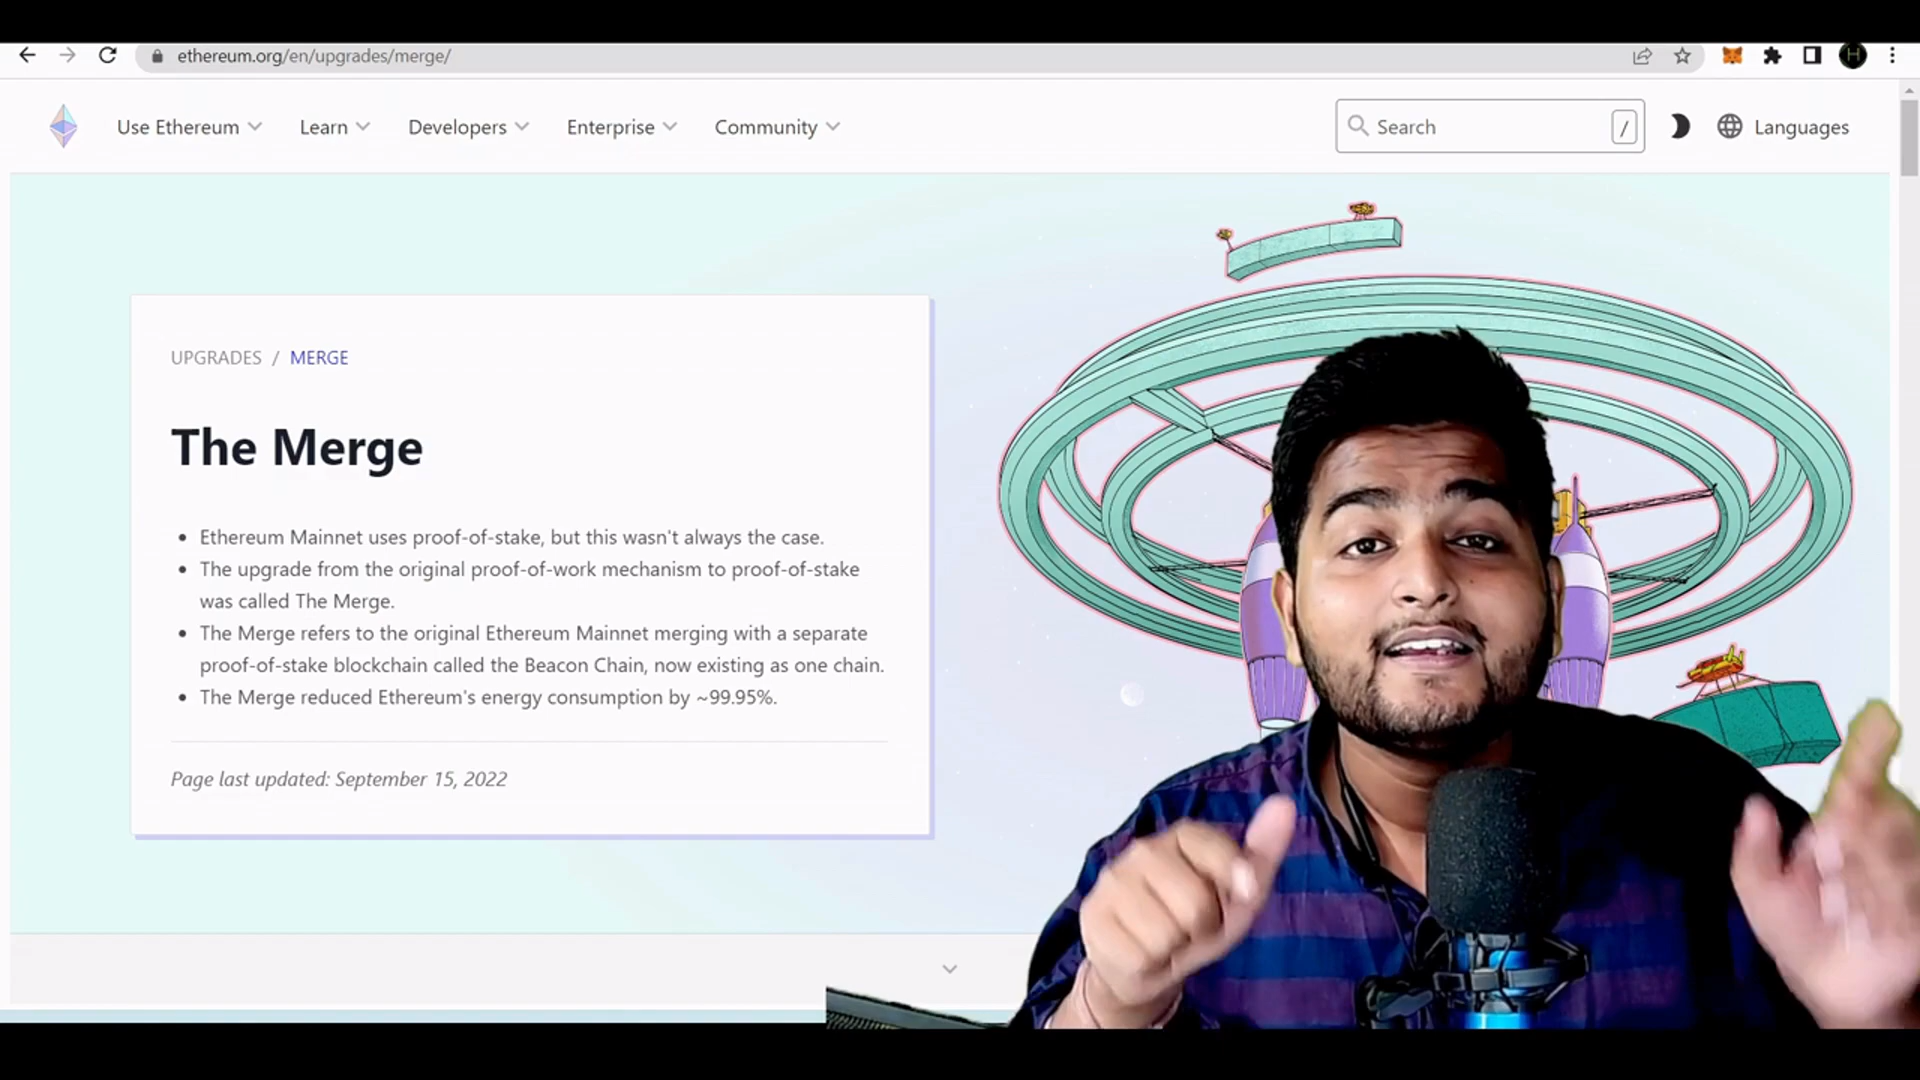 ethereum.org/en/upgrades/merge/
H
Use Ethereum
Learn
Developers
Enterprise
Community
Search
/
Languages
UPGRADES / MERGE
The Merge
• Ethereum Mainnet uses proof-of-stake, but this wasn't always the case.
• The upgrade from the original proof-of-work mechanism to proof-of-stake
was called The Merge.
• The Merge refers to the original Ethereum Mainnet merging with a separate
proof-of-stake blockchain called the Beacon Chain, now existing as one chain.
• The Merge reduced Ethereum's energy consumption by ~99.95%.
Page last updated: September 15, 2022